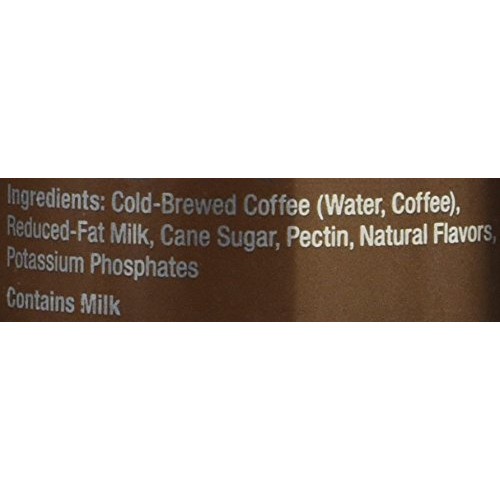 Ingredients: Cold-Brewed Coffee (Water, Coffee),
Reduced-Fat Milk, Cane Sugar, Pectin, Natural Flavors,
Potassium Phosphates
Contains Milk